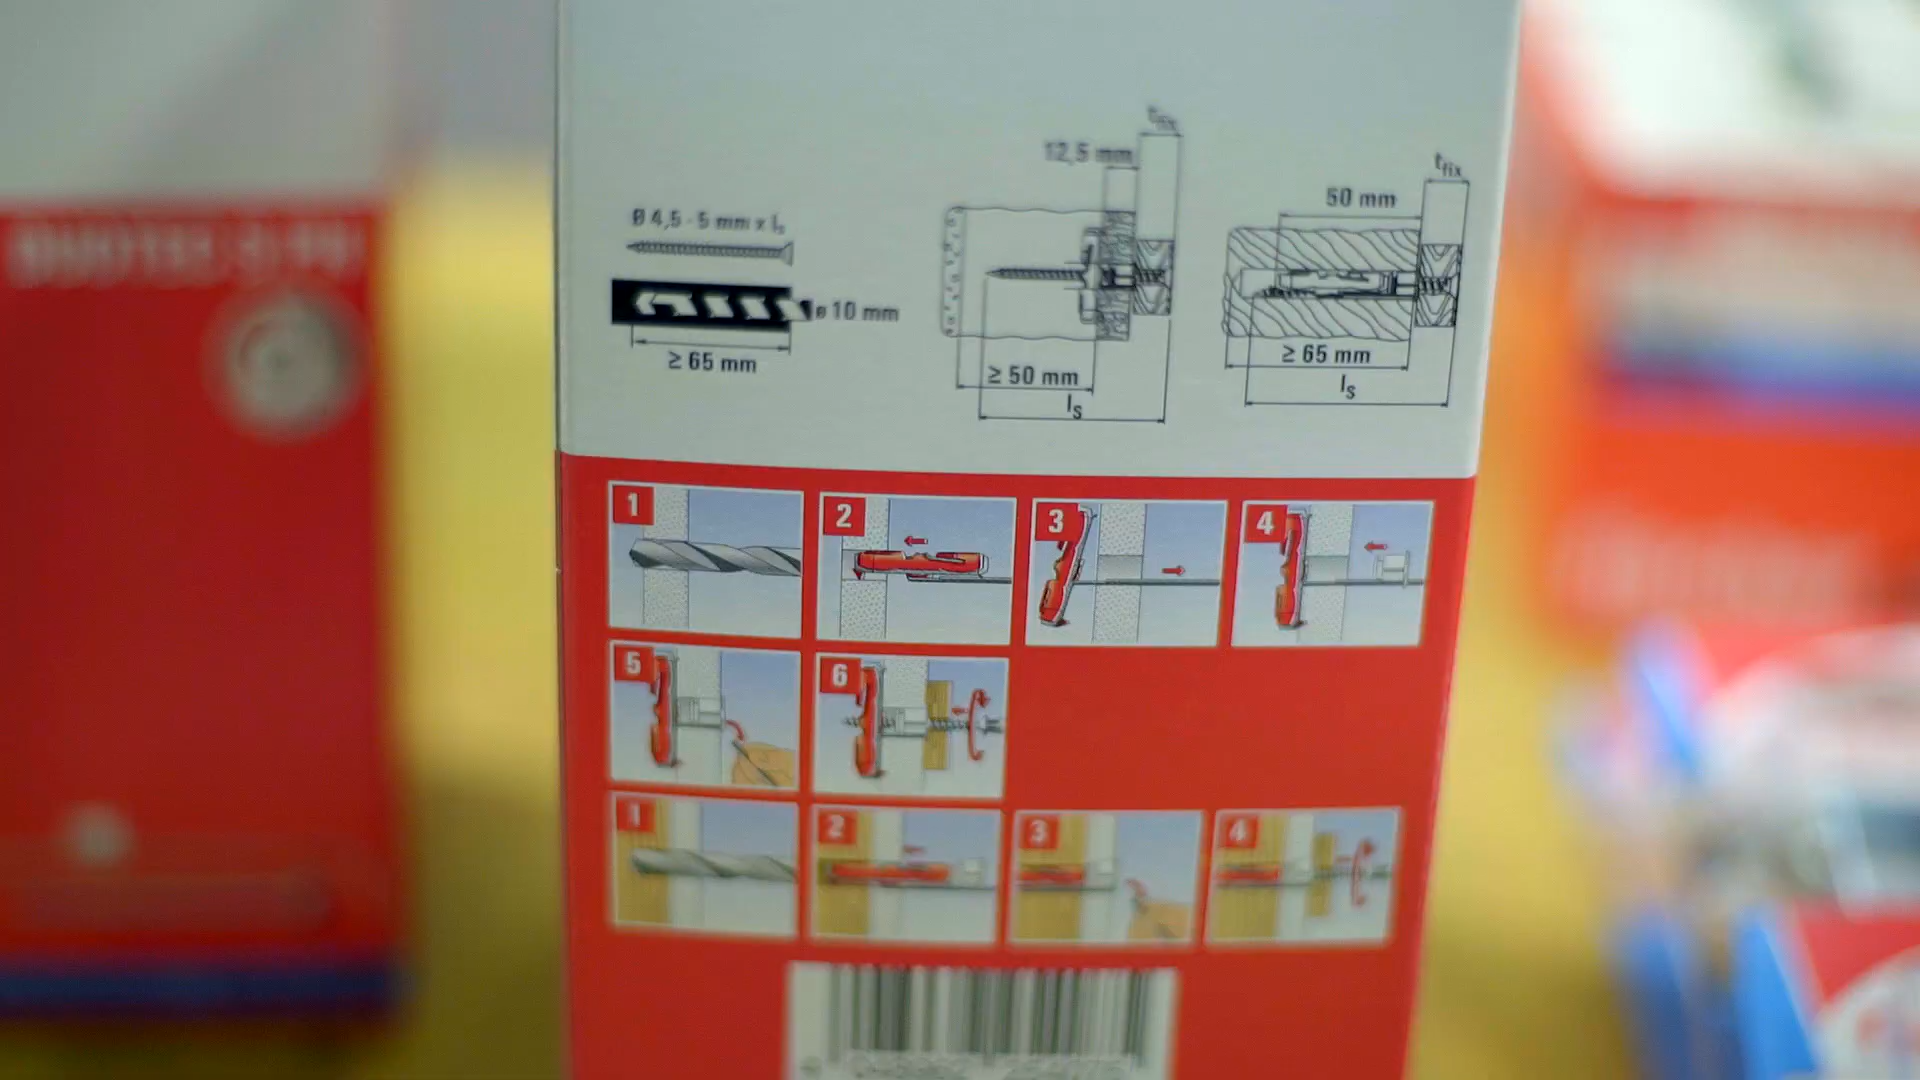 Ø 4,5 - 5 mm x ls
ø 10 mm
≥ 65 mm
12,5 mm
tfix
≥ 50 mm
ls
tfix
50 mm
≥ 65 mm
ls
1
2
3
4
5
6
1
2
3
4